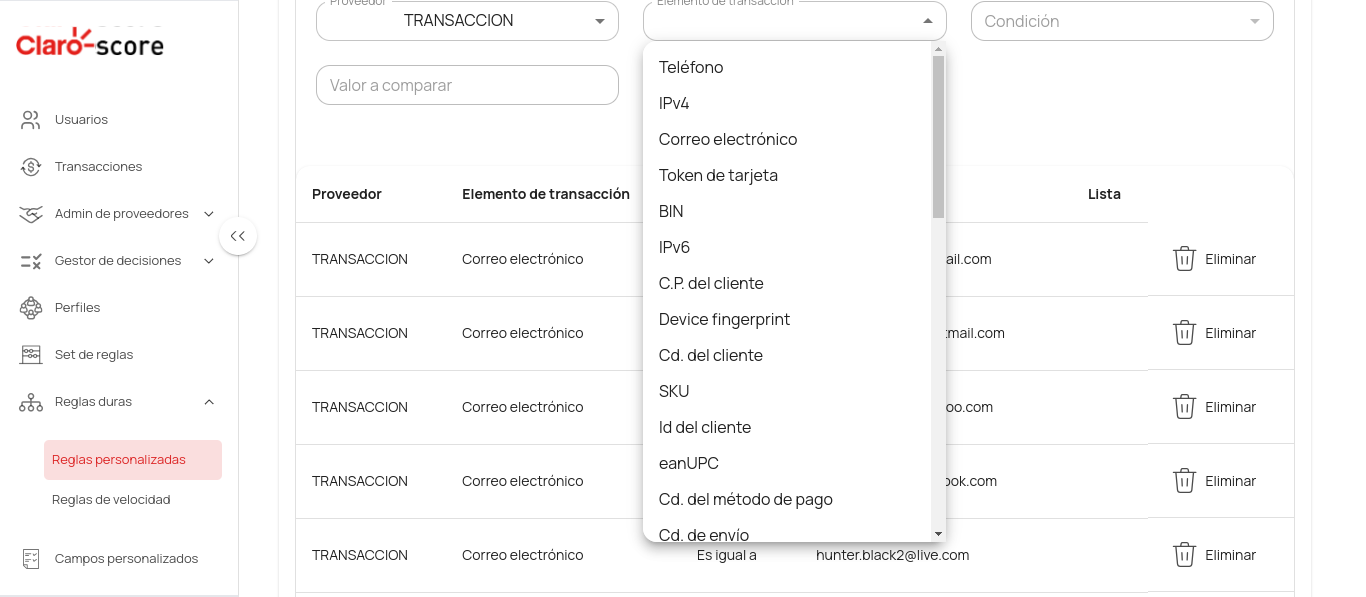 Proveedor
TRANSACCION
Elemento de transacción
Condición
Claro-score
Valor a comparar
Usuarios
Transacciones
Admin de proveedores
Gestor de decisiones
Perfiles
Set de reglas
Reglas duras
Reglas personalizadas
Reglas de velocidad
Campos personalizados
Teléfono
IPv4
Correo electrónico
Token de tarjeta
BIN
IPv6
C.P. del cliente
Device fingerprint
Cd. del cliente
SKU
Id del cliente
eanUPC
Cd. del método de pago
Cd. de envío
Proveedor Elemento de transacción Lista
TRANSACCION Correo electrónico ail.com Eliminar
TRANSACCION Correo electrónico tmail.com Eliminar
TRANSACCION Correo electrónico oo.com Eliminar
TRANSACCION Correo electrónico ook.com Eliminar
TRANSACCION Correo electrónico Es igual a hunter.black2@live.com Eliminar